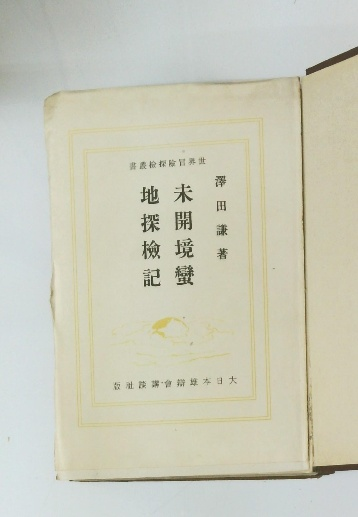 世界冒險探檢叢書
澤田謙著
未開境蠻
地探檢記
大日本雄辯會講談社版